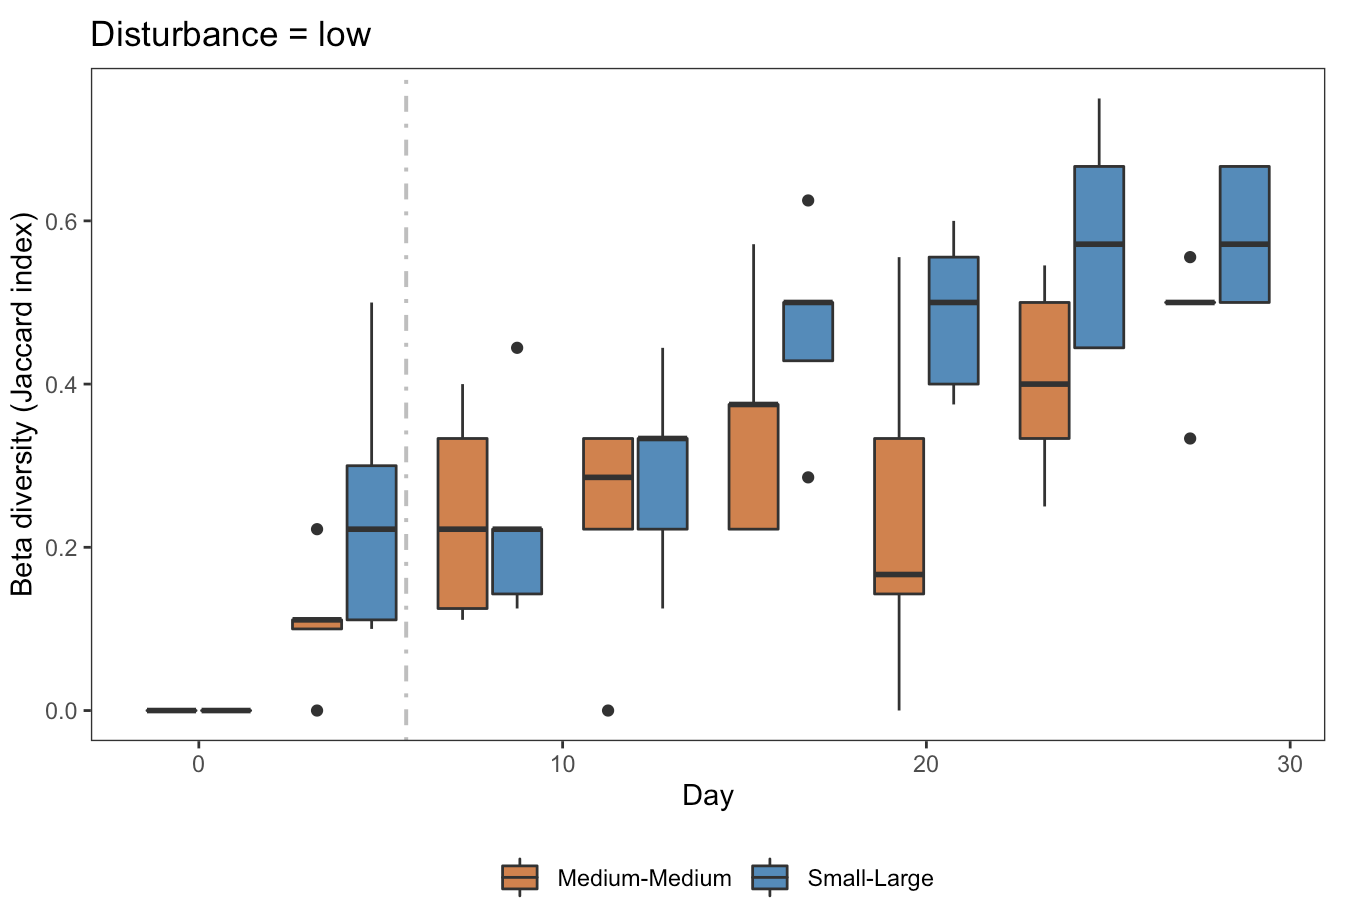 Disturbance = low
Beta diversity (Jaccard index)
0.6
0.4
0.2
0.0
0 10 20 30
Day
Medium-Medium Small-Large